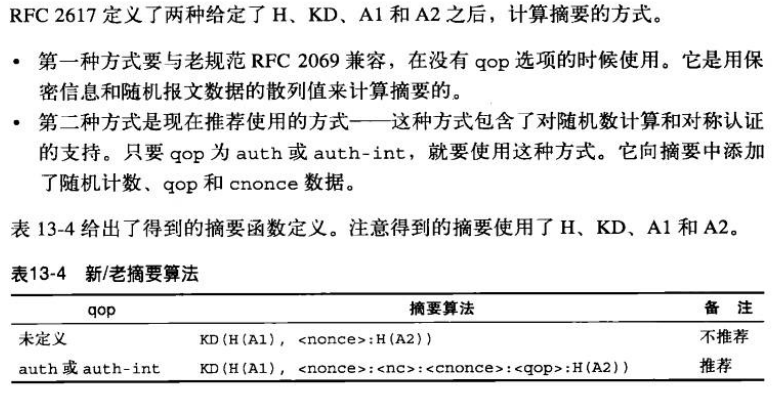 RFC 2617 定义了两种给定了 H、KD、A1 和 A2 之后，计算摘要的方式。
• 第一种方式要与老规范 RFC 2069 兼容，在没有 qop 选项的时候使用。它是用保
密信息和随机报文数据的散列值来计算摘要的。
• 第二种方式是现在推荐使用的方式——这种方式包含了对随机数计算和对称认证
的支持。只要 qop 为 auth 或 auth-int，就要使用这种方式。它向摘要中添加
了随机计数、qop 和 cnonce 数据。
表 13-4 给出了得到的摘要函数定义。注意得到的摘要使用了 H、KD、A1 和 A2。
表13-4 新/老摘要算法
qop 摘要算法 备 注
未定义 KD(H(A1), <nonce>:H(A2)) 不推荐
auth 或 auth-int KD(H(A1), <nonce>:<nc>:<cnonce>:<qop>:H(A2)) 推荐